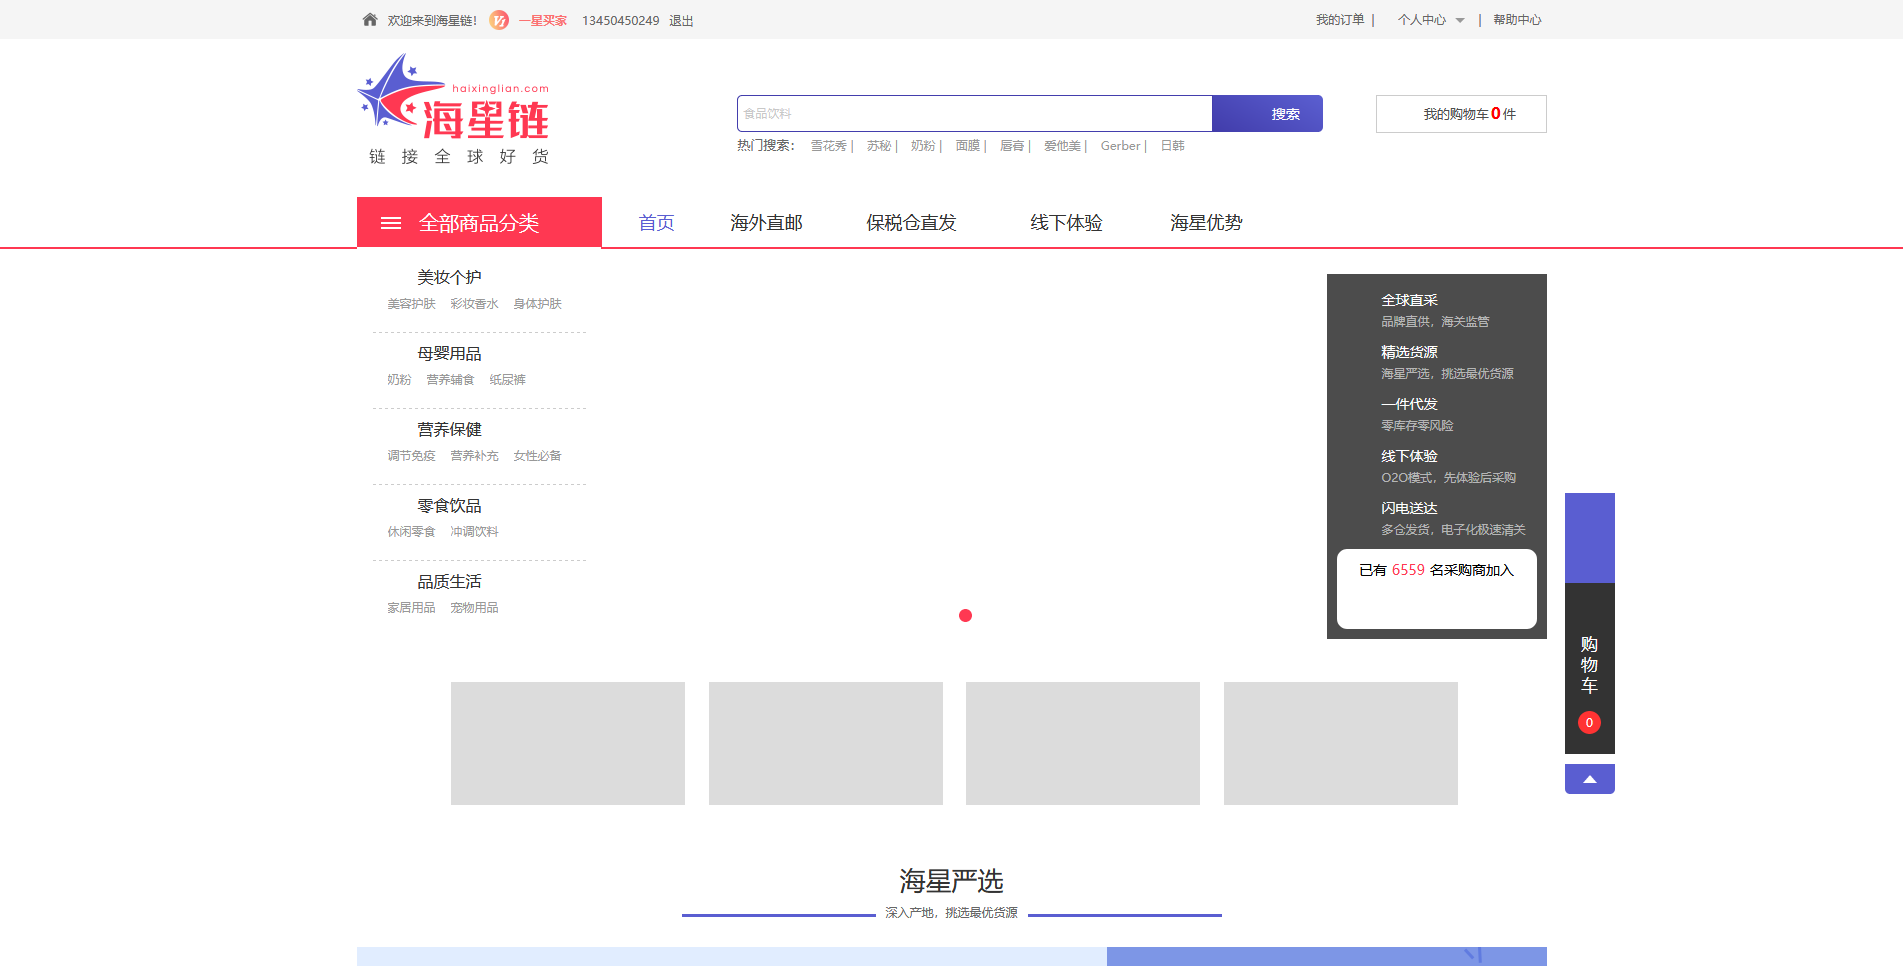 欢迎来到海星链! V1 一星买家 13450450249 退出
我的订单 | 个人中心 | 帮助中心
haixinglian.com
海星链
链接全球好货
食品饮料 搜索
我的购物车0件
热门搜索： 雪花秀 | 苏秘 | 奶粉 | 面膜 | 唇膏 | 爱他美 | Gerber | 日韩
全部商品分类 首页 海外直邮 保税仓直发 线下体验 海星优势
美妆个护
美容护肤 彩妆香水 身体护肤
母婴用品
奶粉 营养辅食 纸尿裤
营养保健
调节免疫 营养补充 女性必备
零食饮品
休闲零食 冲调饮料
品质生活
家居用品 宠物用品
全球直采
品牌直供，海关监管
精选货源
海星严选，挑选最优货源
一件代发
零库存零风险
线下体验
O2O模式，先体验后采购
闪电送达
多仓发货，电子化极速清关
已有 6559 名采购商加入
购物车
0
海星严选
深入产地，挑选最优货源